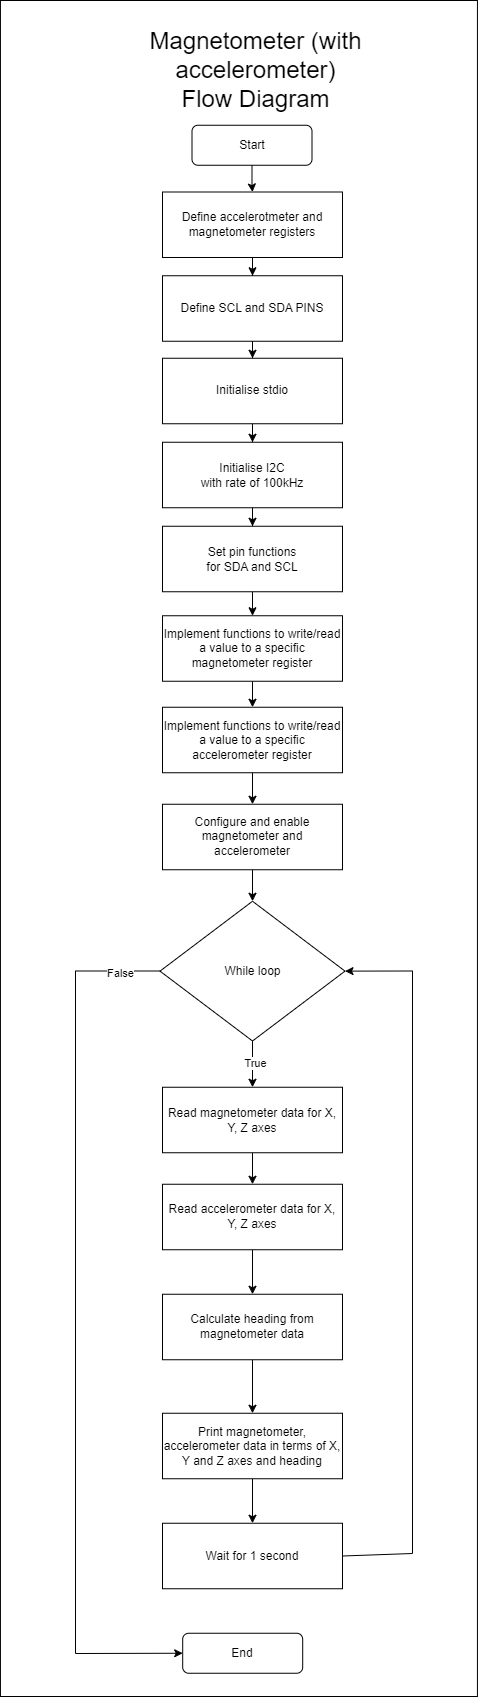 Magnetometer (with
accelerometer)
Flow Diagram
Start
Define accelerotmeter and
magnetometer registers
Define SCL and SDA PINS
Initialise stdio
Initialise I2C
with rate of 100kHz
Set pin functions
for SDA and SCL
Implement functions to write/read
a value to a specific
magnetometer register
Implement functions to write/read
a value to a specific
accelerometer register
Configure and enable
magnetometer and
accelerometer
While loop
False
True
Read magnetometer data for X,
Y, Z axes
Read accelerometer data for X,
Y, Z axes
Calculate heading from
magnetometer data
Print magnetometer,
accelerometer data in terms of X,
Y and Z axes and heading
Wait for 1 second
End